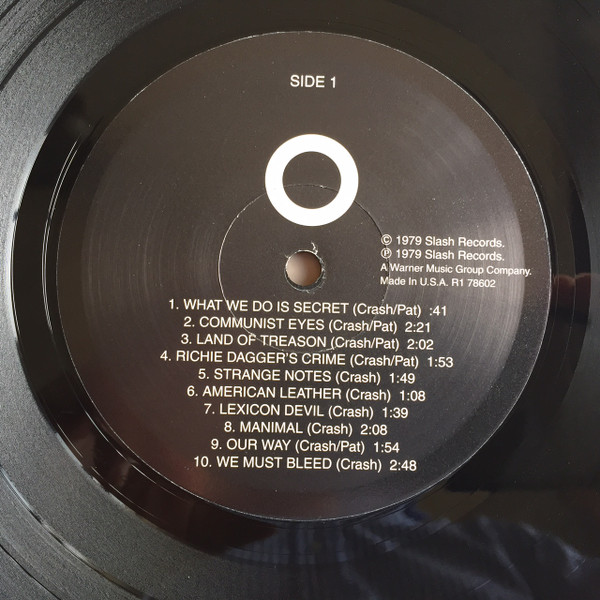 SIDE 1
© 1979 Slash Records.
℗ 1979 Slash Records.
A Warner Music Group Company.
Made In U.S.A. R1 78602
1. WHAT WE DO IS SECRET (Crash/Pat) :41
2. COMMUNIST EYES (Crash/Pat) 2:21
3. LAND OF TREASON (Crash/Pat) 2:02
4. RICHIE DAGGER'S CRIME (Crash/Pat) 1:53
5. STRANGE NOTES (Crash) 1:49
6. AMERICAN LEATHER (Crash) 1:08
7. LEXICON DEVIL (Crash) 1:39
8. MANIMAL (Crash) 2:08
9. OUR WAY (Crash/Pat) 1:54
10. WE MUST BLEED (Crash) 2:48